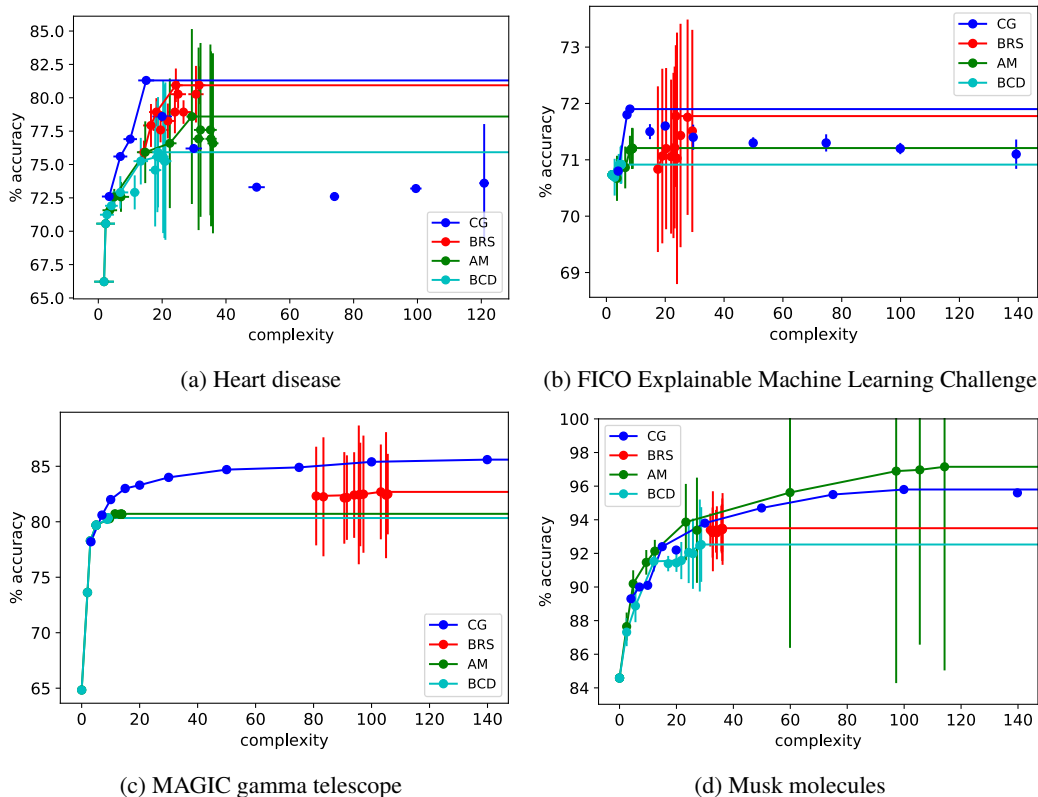 85.0
82.5
80.0
77.5
75.0
72.5
70.0
67.5
65.0
% accuracy
CG
BRS
AM
BCD
0 20 40 60 80 100 120
complexity
(a) Heart disease
73
72
71
70
69
% accuracy
CG
BRS
AM
BCD
0 20 40 60 80 100 120 140
complexity
(b) FICO Explainable Machine Learning Challenge
85
80
75
70
65
% accuracy
CG
BRS
AM
BCD
0 20 40 60 80 100 120 140
complexity
(c) MAGIC gamma telescope
100
98
96
94
92
90
88
86
84
% accuracy
CG
BRS
AM
BCD
0 20 40 60 80 100 120 140
complexity
(d) Musk molecules